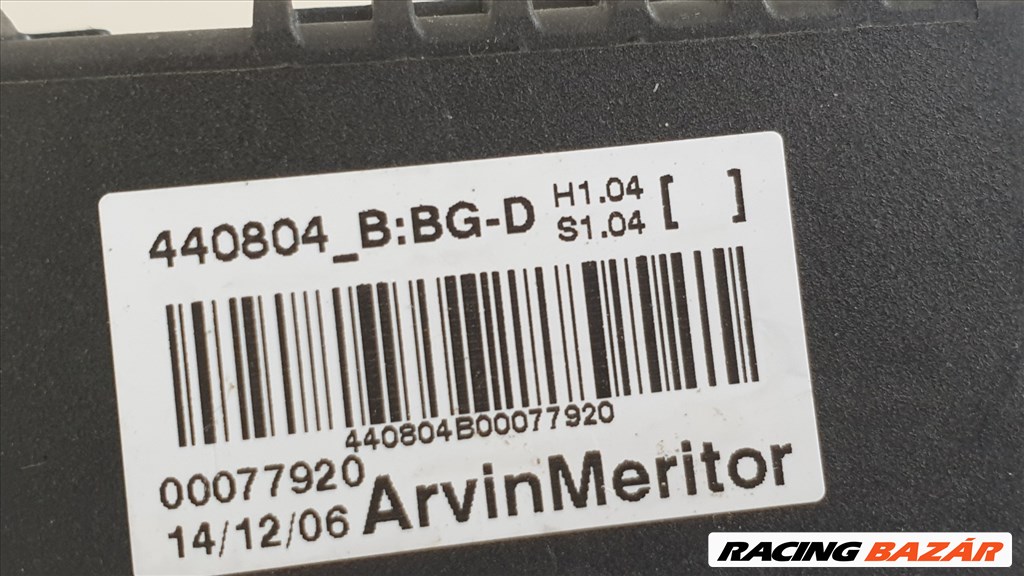 440804_B:BG-D H1.04 [ ]
S1.04
440804B00077920
00077920
14/12/06 ArvinMeritor
RACING BAZÁR